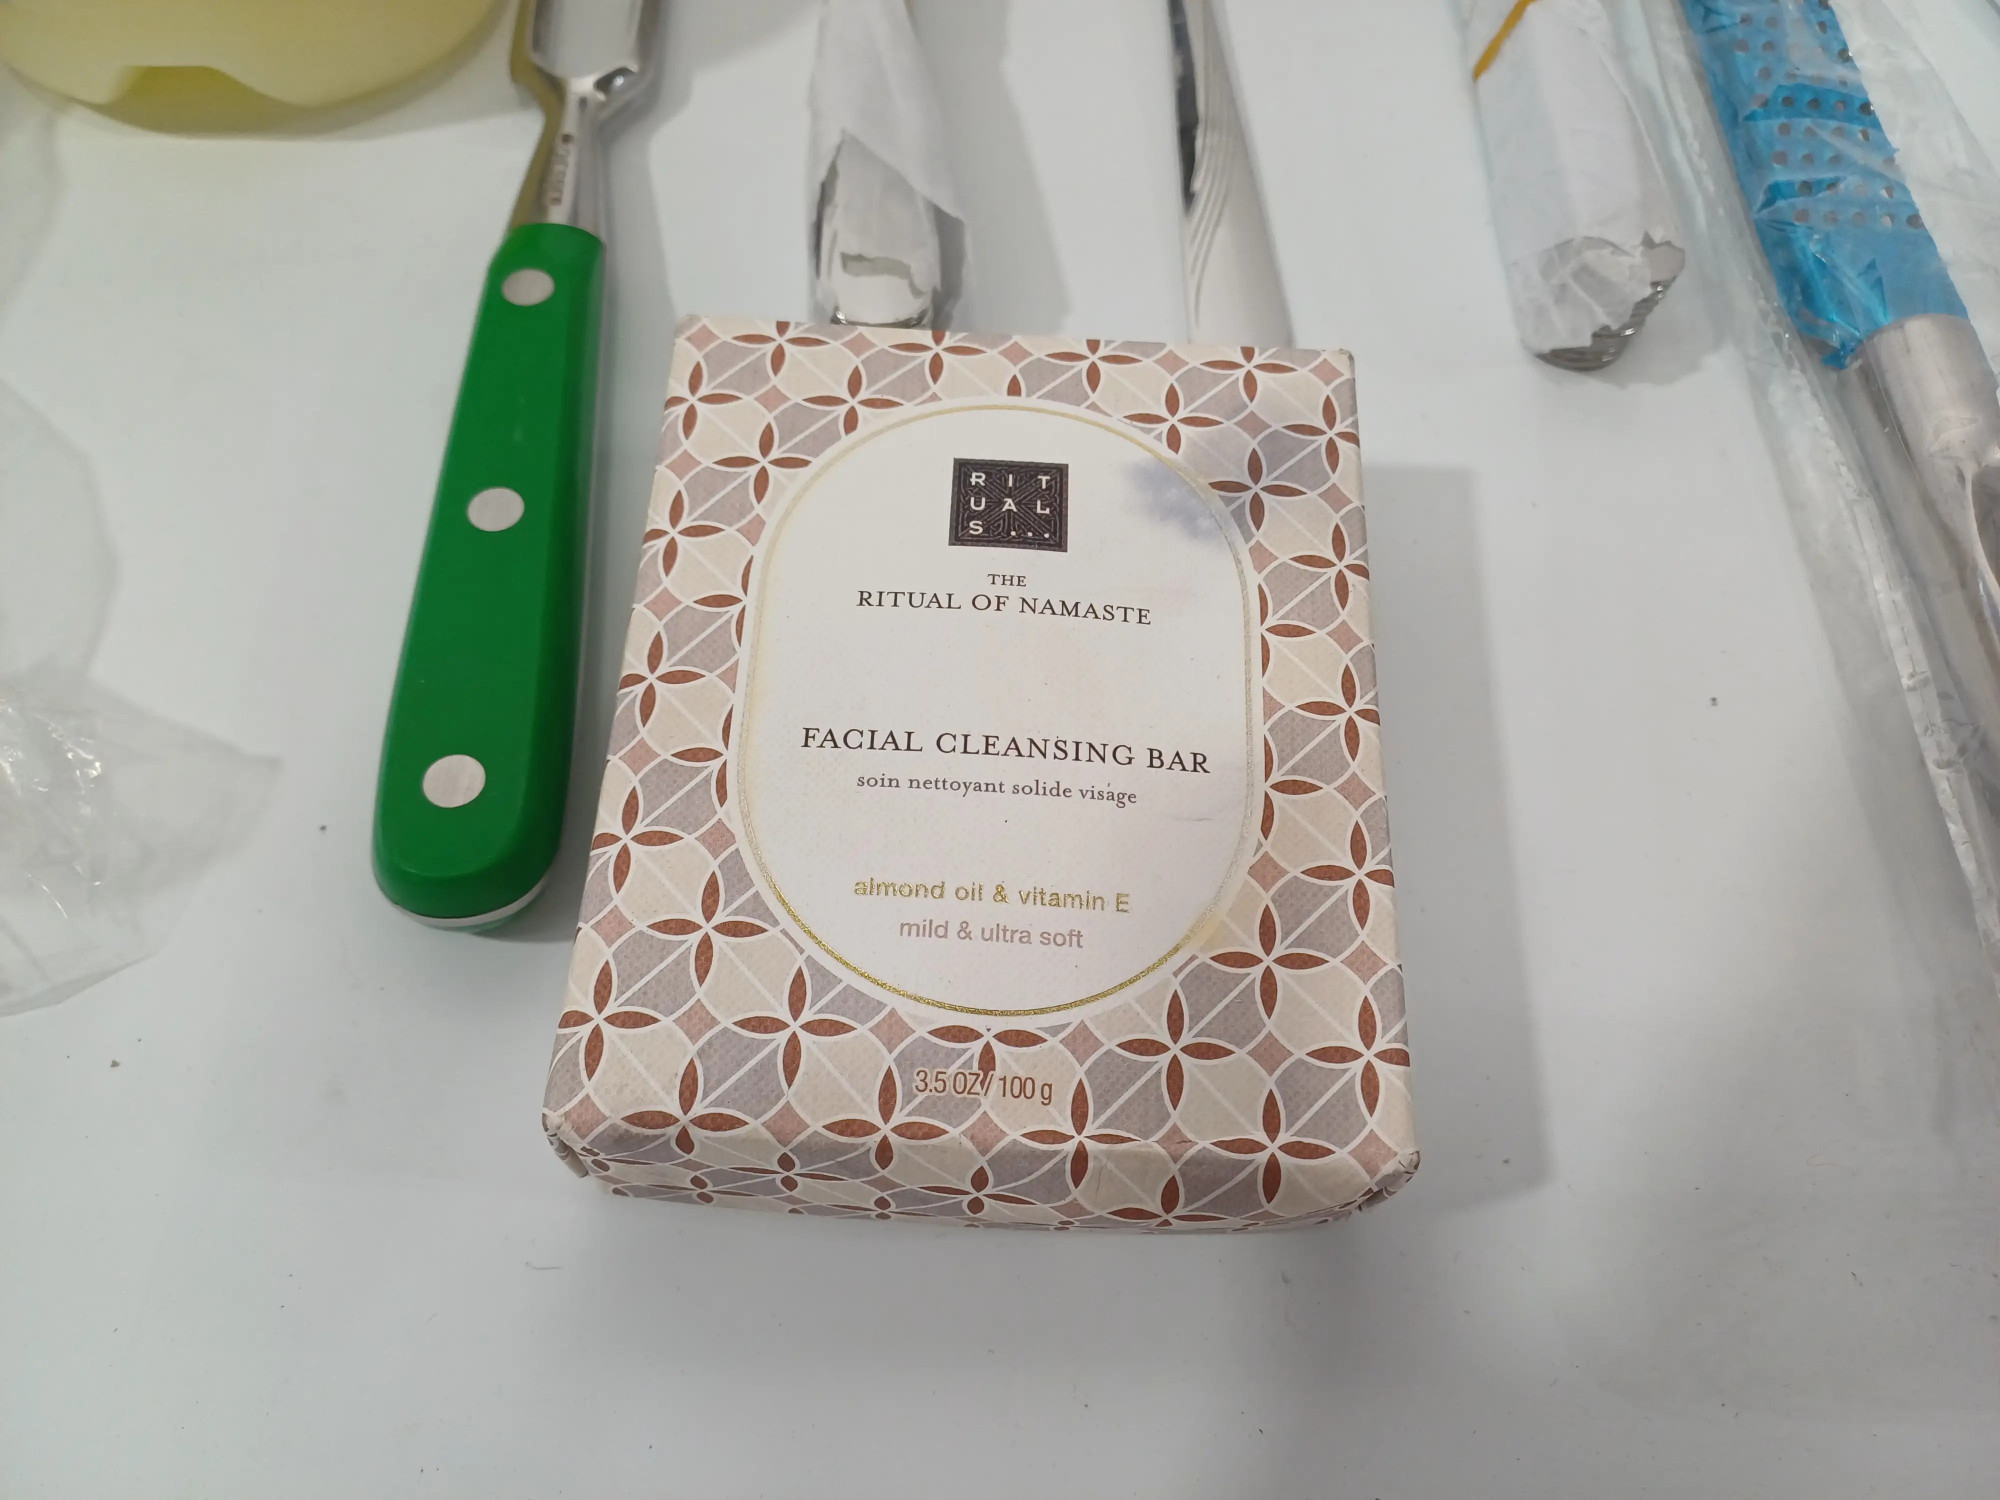 RIT
UAL
S...
THE
RITUAL OF NAMASTE
FACIAL CLEANSING BAR
soin nettoyant solide visage
almond oil & vitamin E
mild & ultra soft
3.5 OZ/100 g